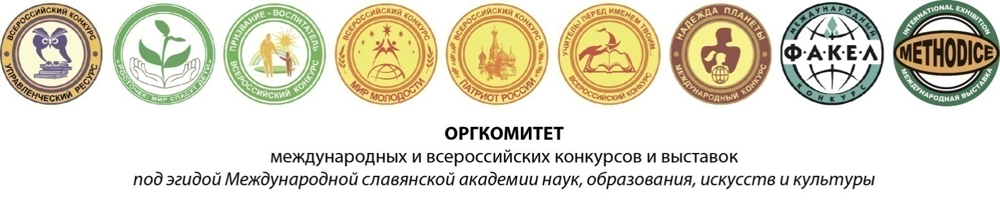 ВСЕРОССИЙСКИЙ КОНКУРС
УПРАВЛЕНЧЕСКИЙ РЕСУРС
«РОСТОЧЕК: МИР СПАСУТ ДЕТИ»
ПРИЗВАНИЕ - ВОСПИТАТЕЛЬ
ВСЕРОССИЙСКИЙ КОНКУРС
ВСЕРОССИЙСКИЙ КОНКУРС
МИР МОЛОДОСТИ
ВСЕРОССИЙСКИЙ КОНКУРС
ПАТРИОТ РОССИИ
УЧИТЕЛЬ! ПЕРЕД ИМЕНЕМ ТВОИМ...
ВСЕРОССИЙСКИЙ КОНКУРС
НАДЕЖДА ПЛАНЕТЫ
МЕЖДУНАРОДНЫЙ КОНКУРС
МЕЖДУНАРОДНЫЙ
Ф·А·К·Е·Л
КОНКУРС
INTERNATIONAL EXHIBITION
METHODICE
МЕЖДУНАРОДНАЯ ВЫСТАВКА
ОРГКОМИТЕТ
международных и всероссийских конкурсов и выставок
под эгидой Международной славянской академии наук, образования, искусств и культуры